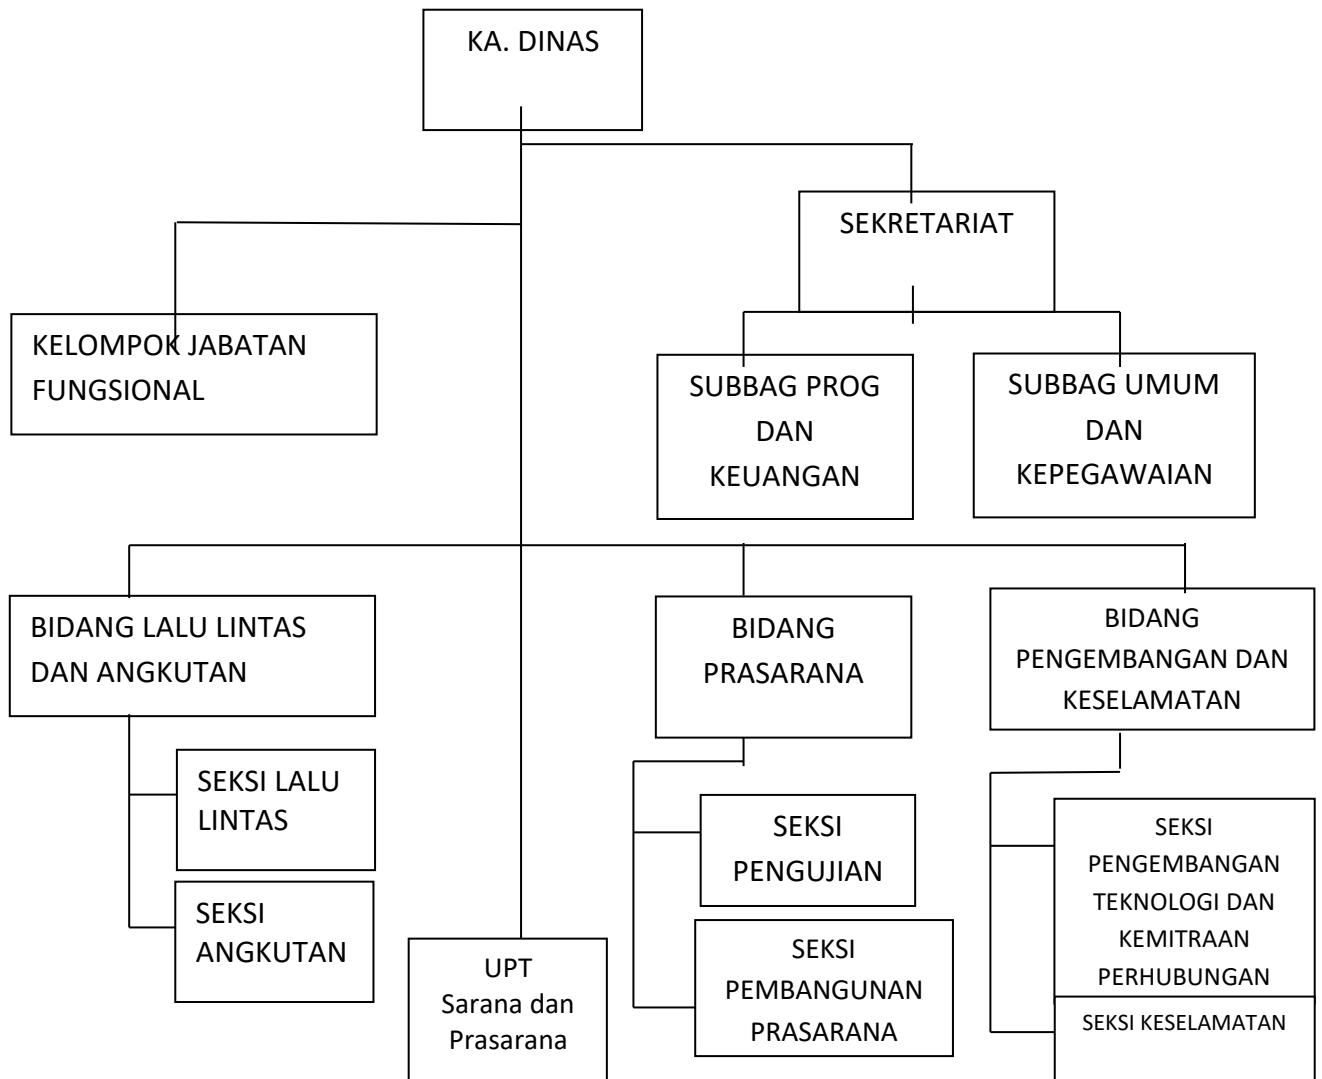 KA. DINAS
SEKRETARIAT
KELOMPOK JABATAN
FUNGSIONAL
SUBBAG PROG
DAN
KEUANGAN
SUBBAG UMUM
DAN
KEPEGAWAIAN
BIDANG LALU LINTAS
DAN ANGKUTAN
BIDANG
PRASARANA
BIDANG
PENGEMBANGAN DAN
KESELAMATAN
SEKSI LALU
LINTAS
SEKSI
ANGKUTAN
UPT
Sarana dan
Prasarana
SEKSI
PENGUJIAN
SEKSI
PEMBANGUNAN
PRASARANA
SEKSI
PENGEMBANGAN
TEKNOLOGI DAN
KEMITRAAN
PERHUBUNGAN
SEKSI KESELAMATAN